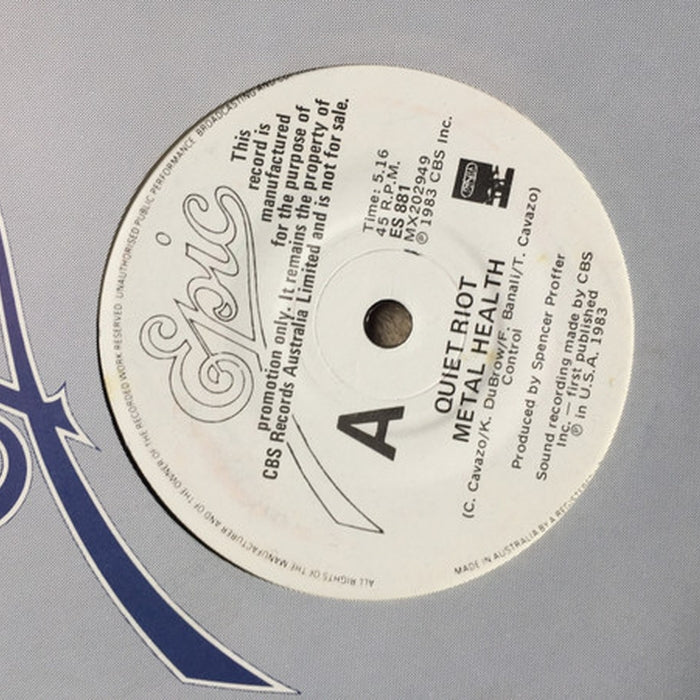 Epic
This
record is
manufactured
for the purpose of
promotion only. It remains the property of
CBS Records Australia Limited and is not for sale.
A
Time: 5.16
45 R.P.M.
ES 881
MX202949
℗ 1983 CBS Inc.
QUIET RIOT
METAL HEALTH
(C. Cavazo/K. DuBrow/F. Banali/T. Cavazo)
Control
Produced by Spencer Proffer
Sound recording made by CBS
Inc. — first published
℗ in U.S.A. 1983
ALL RIGHTS OF THE MANUFACTURER AND OF THE OWNER OF THE RECORDED WORK RESERVED. UNAUTHORISED PUBLIC PERFORMANCE, BROADCASTING AND
MADE IN AUSTRALIA BY A